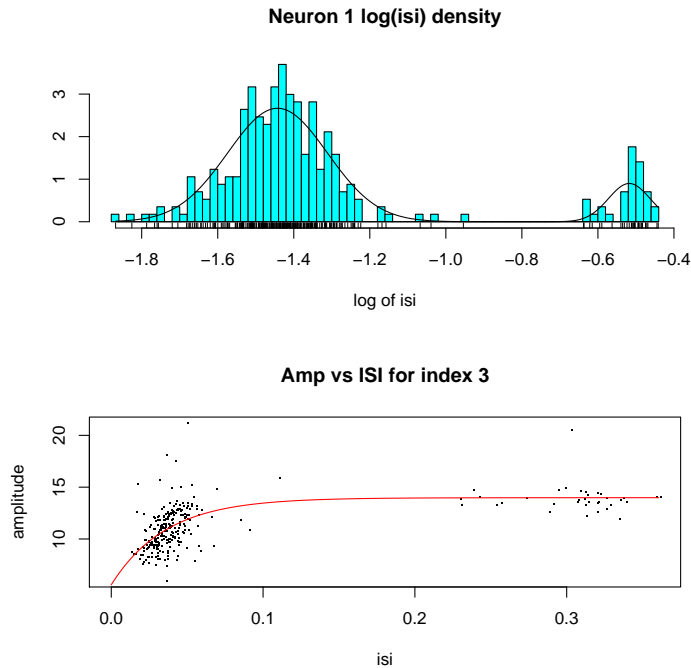 Neuron 1 log(isi) density
3
2
1
0
−1.8 −1.6 −1.4 −1.2 −1.0 −0.8 −0.6 −0.4
log of isi
Amp vs ISI for index 3
amplitude
20
15
10
0.0 0.1 0.2 0.3
isi